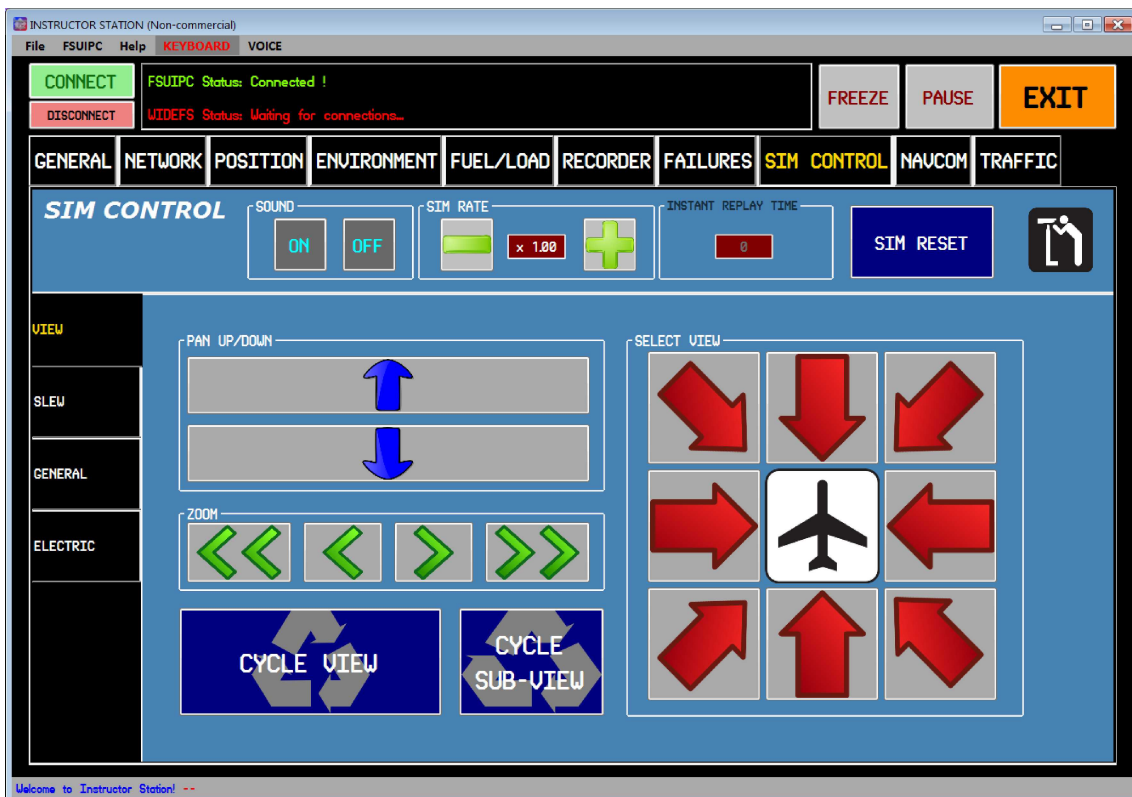 INSTRUCTOR STATION (Non-commercial)
File FSUIPC Help KEYBOARD VOICE
CONNECT
DISCONNECT
FSUIPC Status: Connected !
WIDEFS Status: Waiting for connections...
FREEZE
PAUSE
EXIT
GENERAL NETWORK POSITION ENVIRONMENT FUEL/LOAD RECORDER FAILURES SIM CONTROL NAVCOM TRAFFIC
SIM CONTROL
SOUND
ON OFF
SIM RATE
x 1.00
INSTANT REPLAY TIME
0
SIM RESET
VIEW
SLEW
GENERAL
ELECTRIC
PAN UP/DOWN
ZOOM
CYCLE VIEW
CYCLE
SUB-VIEW
SELECT VIEW
Welcome to Instructor Station! --